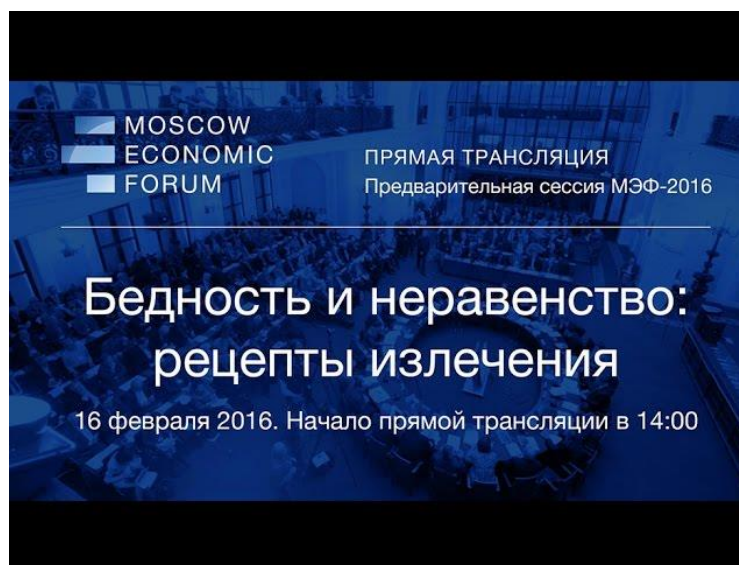 MOSCOW
ECONOMIC
FORUM
ПРЯМАЯ ТРАНСЛЯЦИЯ
Предварительная сессия МЭФ-2016
Бедность и неравенство:
рецепты излечения
16 февраля 2016. Начало прямой трансляции в 14:00